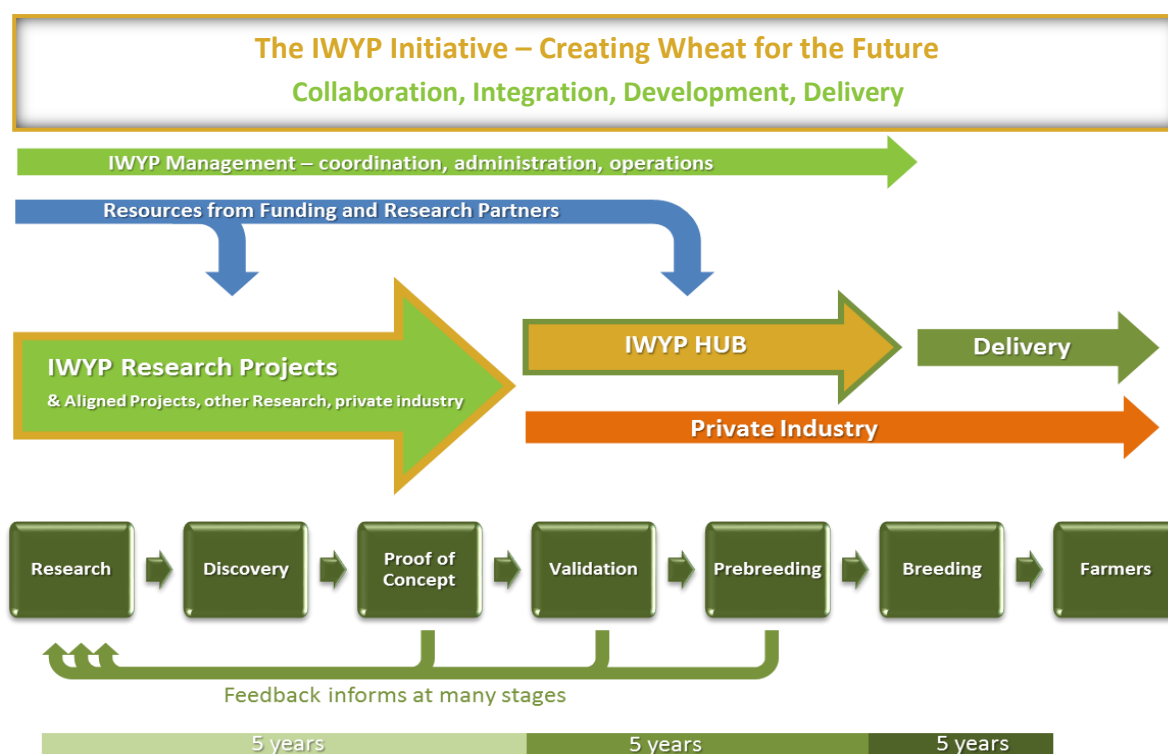 The IWYP Initiative – Creating Wheat for the Future
Collaboration, Integration, Development, Delivery
IWYP Management – coordination, administration, operations
Resources from Funding and Research Partners
IWYP Research Projects
& Aligned Projects, other Research, private industry
IWYP HUB
Delivery
Private Industry
Research
Discovery
Proof of
Concept
Validation
Prebreeding
Breeding
Farmers
Feedback informs at many stages
5 years
5 years
5 years